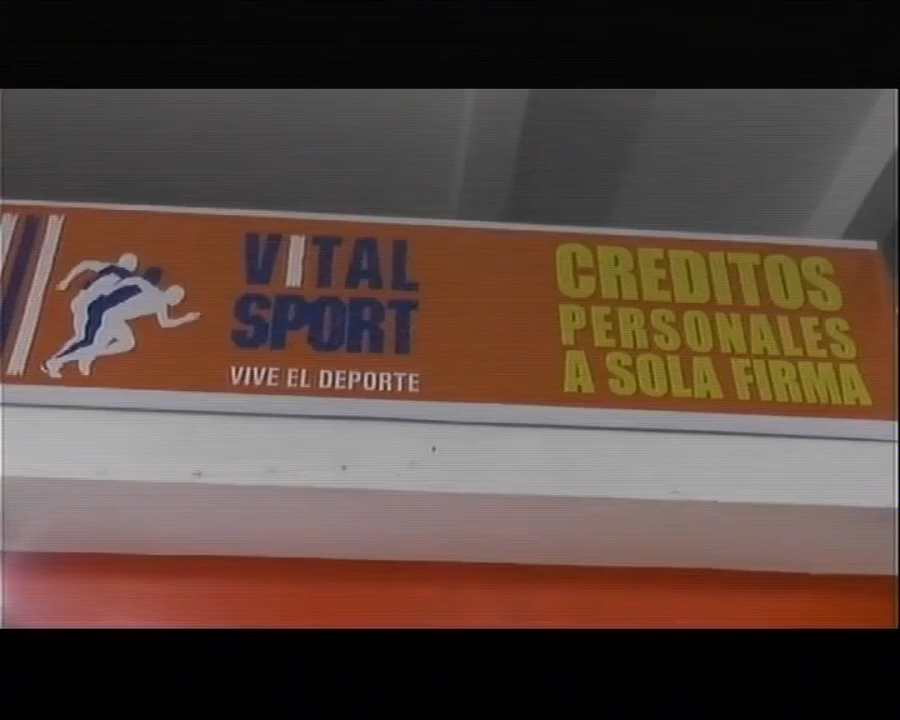 VITAL
SPORT
VIVE EL DEPORTE
CREDITOS
PERSONALES
A SOLA FIRMA